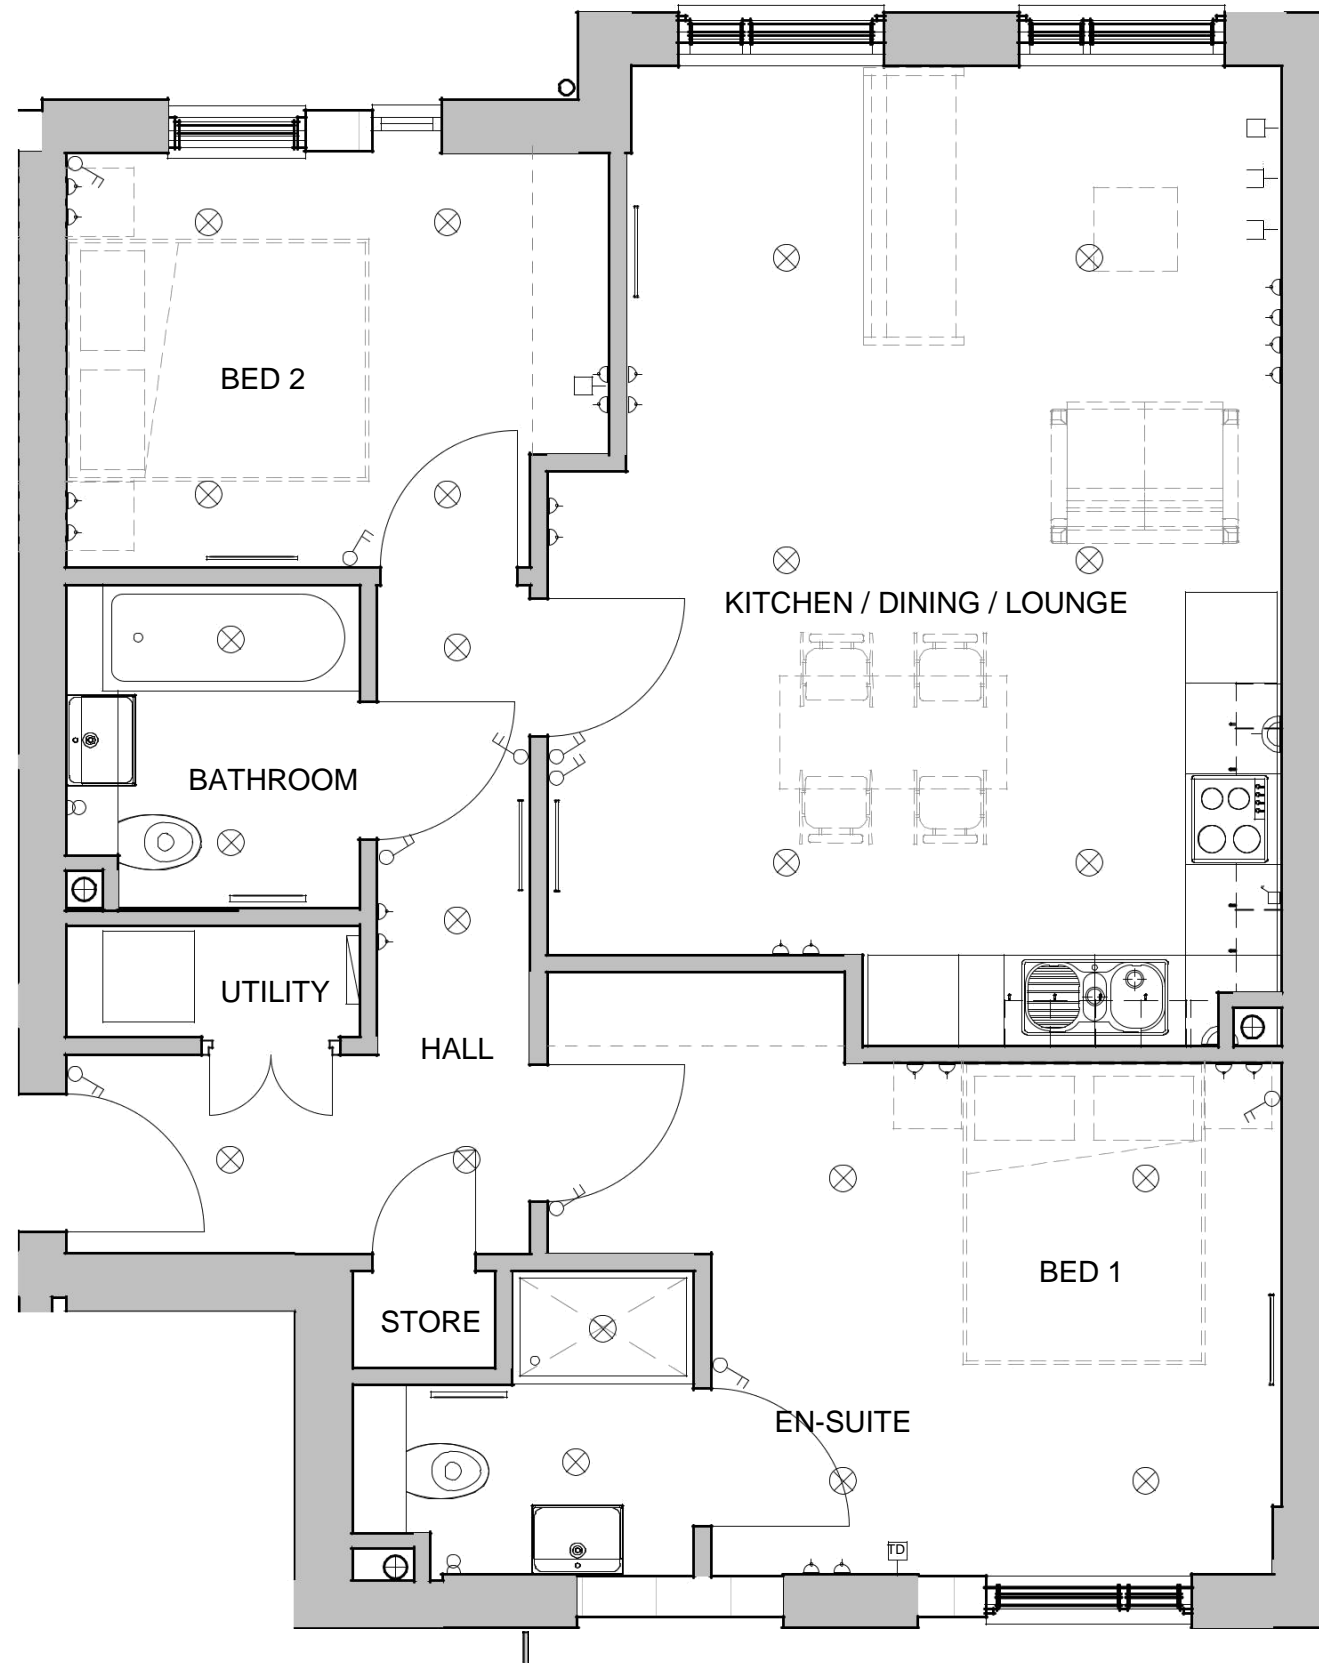 BED 2
KITCHEN / DINING / LOUNGE
BATHROOM
UTILITY
HALL
BED 1
STORE
EN-SUITE
TD